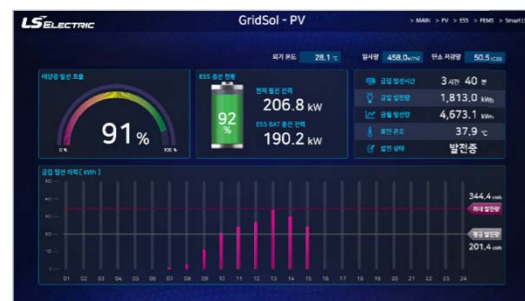 LS ELECTRIC
GridSol - PV
> MAIN > PV > ESS > PEMS > Smart
외기 온도 28.1 ℃
일사량 458.0 w/m2
탄소 저감량 50.5 tCO2
태양광 발전 효율
91 %
0 %
100 %
ESS 충전 현황
92
%
현재 발전 전력
206.8 kW
ESS BAT 충전 전력
190.2 kW
금일 발전시간 3 시간 40 분
금일 발전량 1,813.0 kWh
금월 발전량 4,673.1 kWh
표면 온도 37.9 ℃
발전 상태 발전중
금일 발전 이력 [ kWh ]
344.4 kWh
최대 발전량
평균 발전량
201.4 kWh
01 02 03 04 05 06 07 08 09 10 11 12 13 14 15 16 17 18 19 20 21 22 23 24